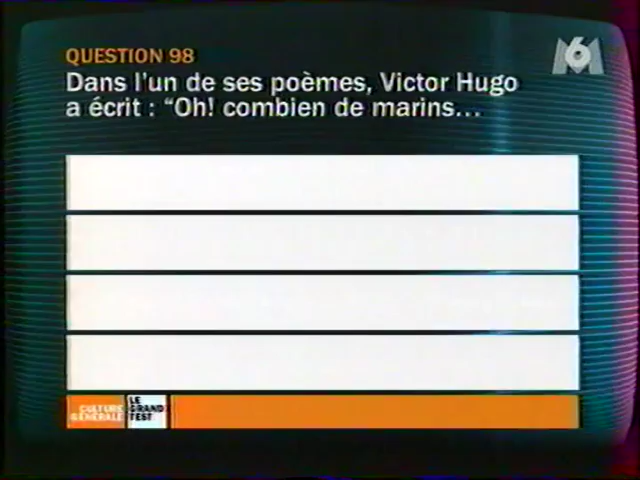 QUESTION 98
M6
Dans l'un de ses poèmes, Victor Hugo
a écrit : “Oh! combien de marins...
CULTURE
GÉNÉRALE
LE
GRAND
TEST